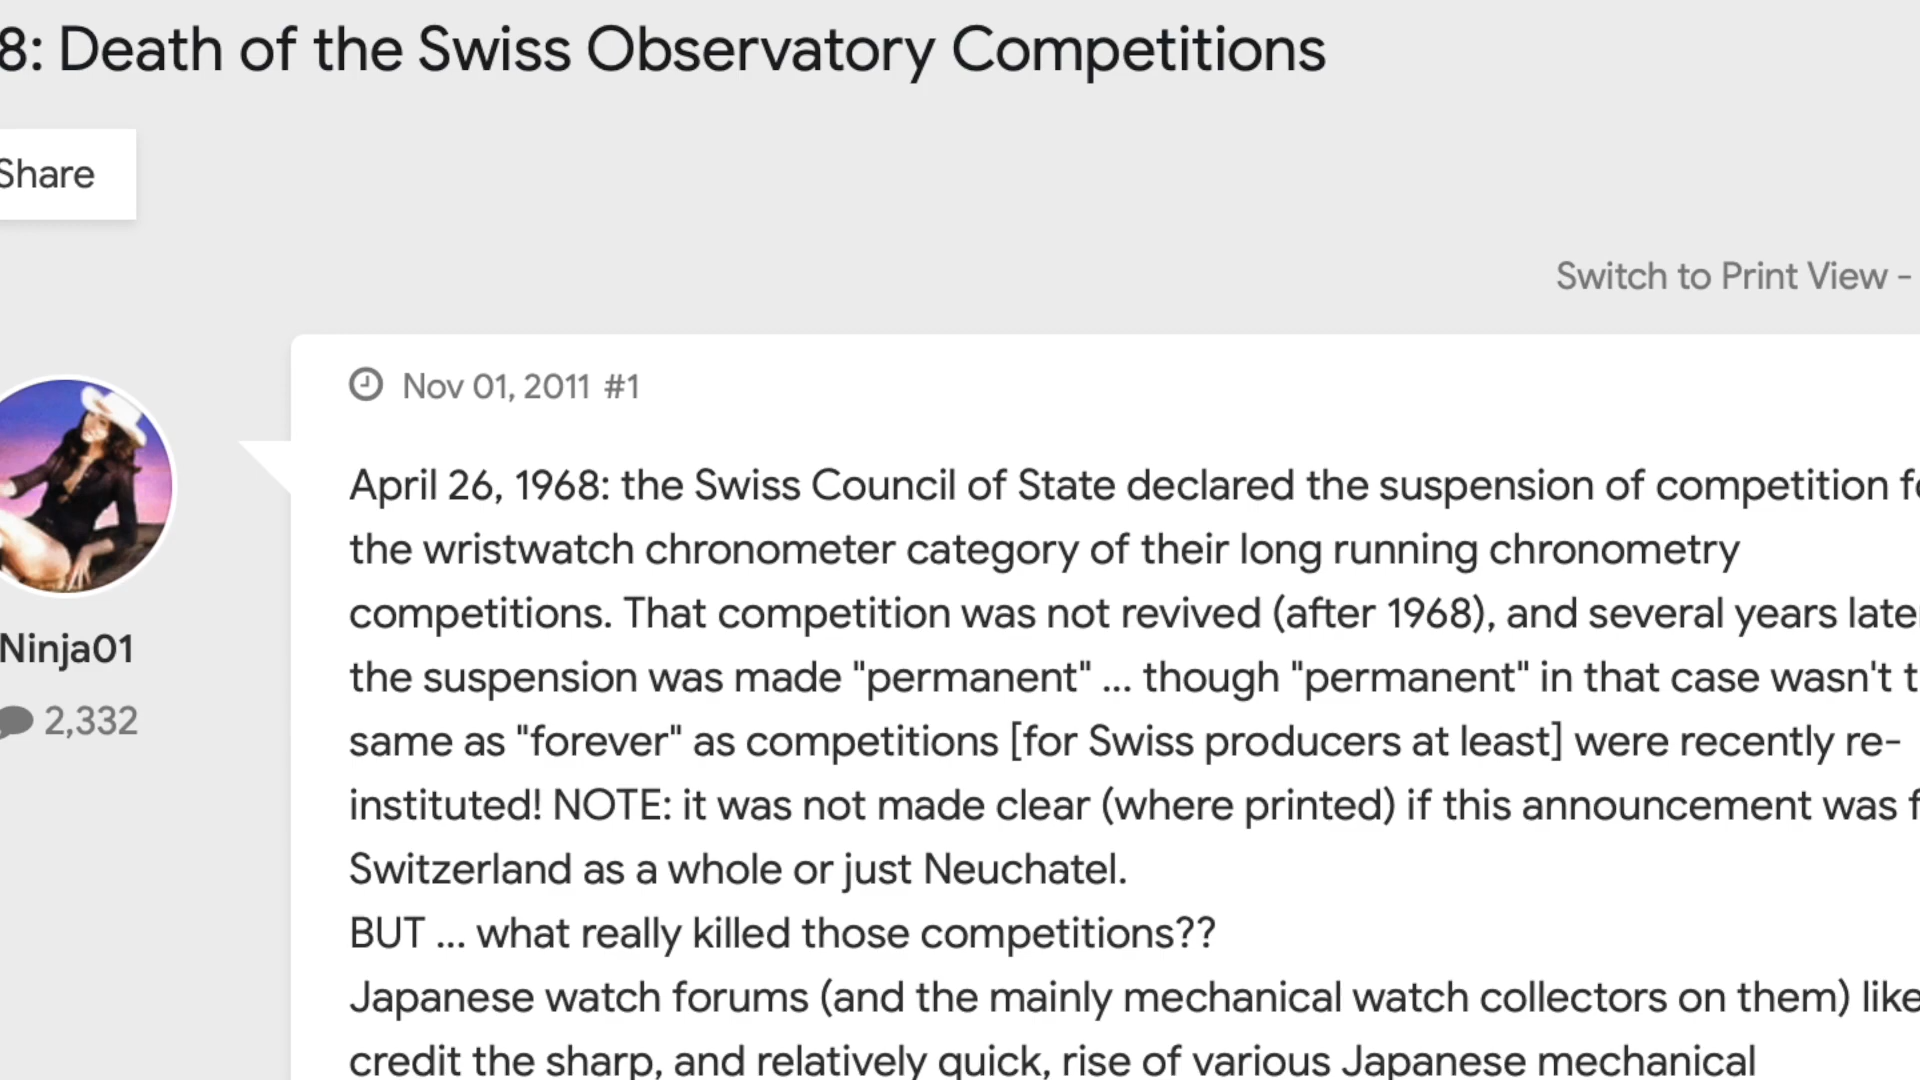 8: Death of the Swiss Observatory Competitions
Share
Switch to Print View -
Nov 01, 2011 #1
Ninja01
2,332
April 26, 1968: the Swiss Council of State declared the suspension of competition
the wristwatch chronometer category of their long running chronometry
competitions. That competition was not revived (after 1968), and several years
the suspension was made "permanent" ... though "permanent" in that case wasn't
same as "forever" as competitions [for Swiss producers at least] were recently re-
instituted! NOTE: it was not made clear (where printed) if this announcement was
Switzerland as a whole or just Neuchatel.
BUT ... what really killed those competitions??
Japanese watch forums (and the mainly mechanical watch collectors on them) like
credit the sharp, and relatively quick, rise of various Japanese mechanical